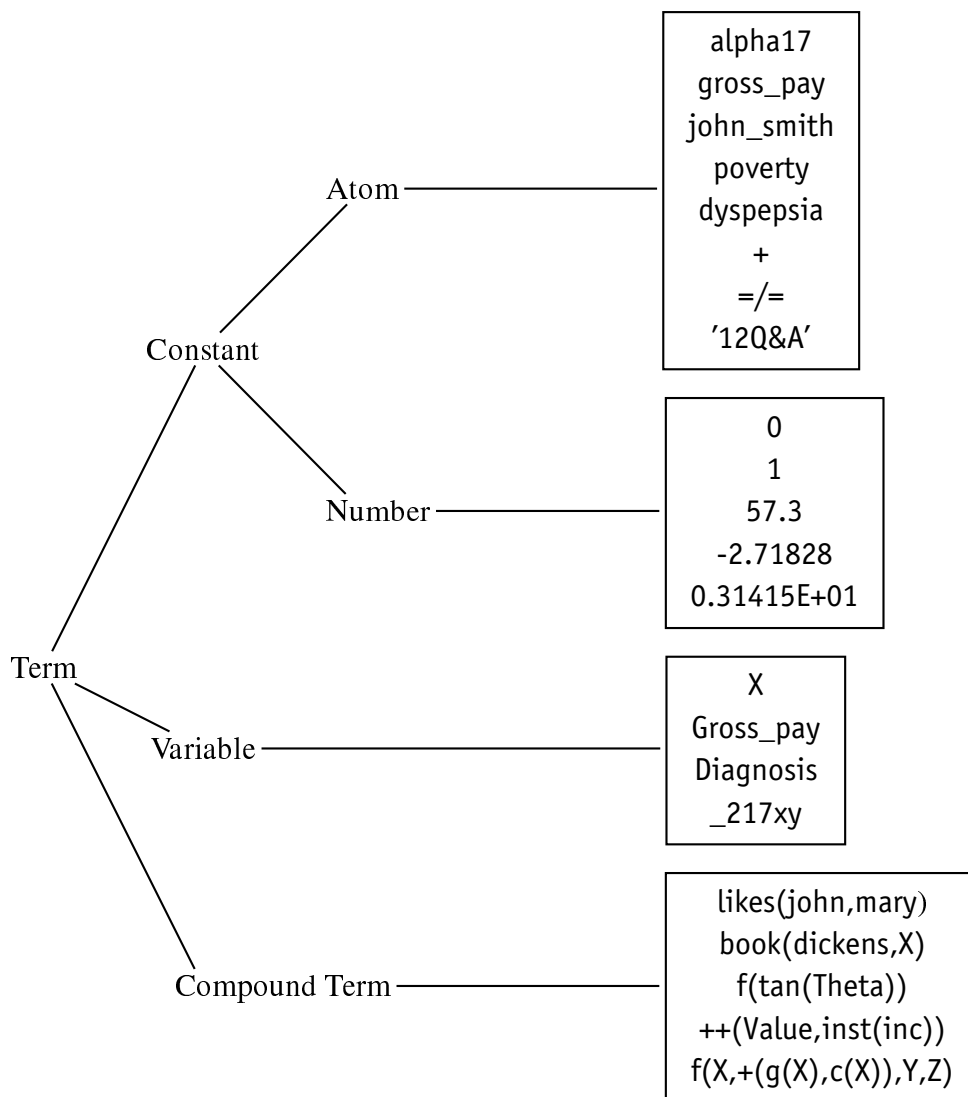 alpha17
gross_pay
john_smith
poverty
dyspepsia
+
=/=
'12Q&A'
Atom
Constant
0
1
57.3
-2.71828
0.31415E+01
Number
Term
X
Gross_pay
Diagnosis
_217xy
Variable
likes(john,mary)
book(dickens,X)
f(tan(Theta))
++(Value,inst(inc))
f(X,+(g(X),c(X)),Y,Z)
Compound Term